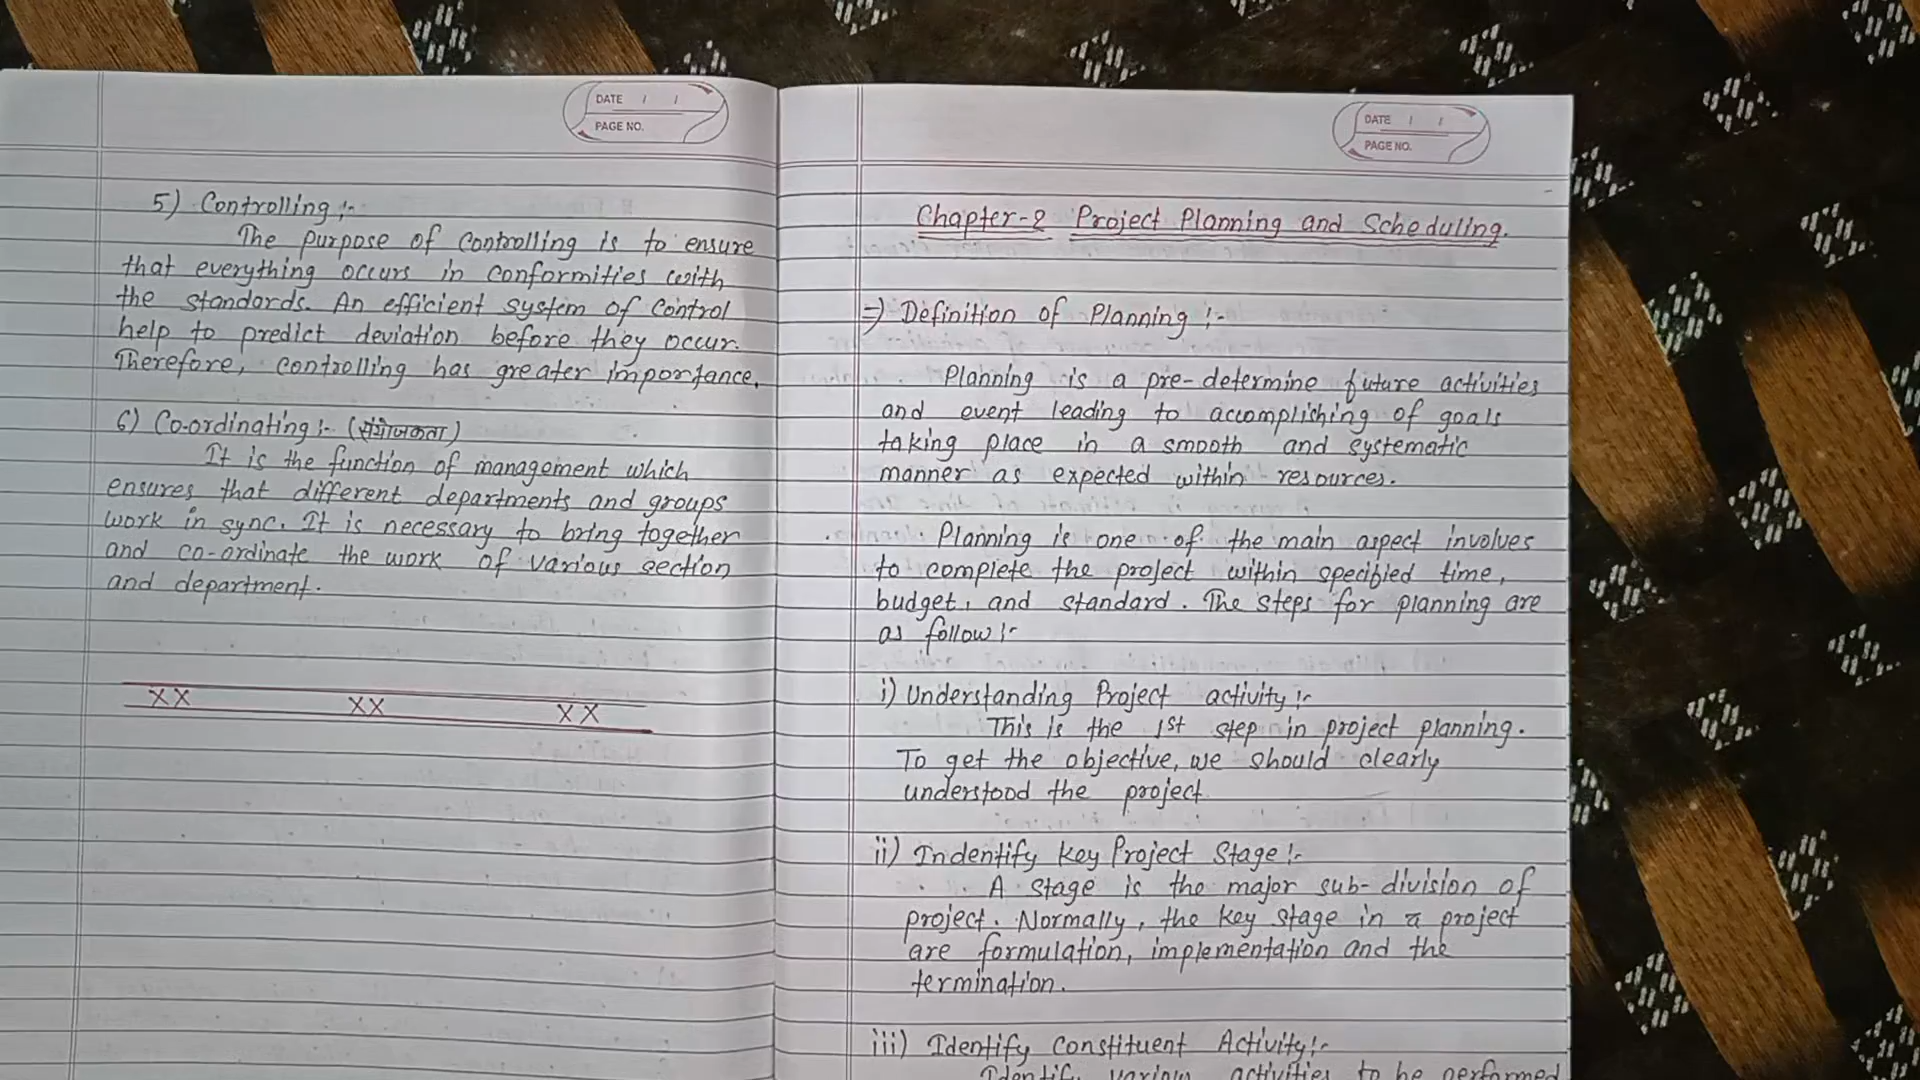 DATE / /
PAGE NO.
5) Controlling :-
The purpose of controlling is to ensure
that everything occurs in conformities with
the standards. An efficient system of control
help to predict deviation before they occur.
Therefore, controlling has greater importance.
6) Co-ordinating :- (संयोजकता)
It is the function of management which
ensures that different departments and groups
work in sync. It is necessary to bring together
and co-ordinate the work of various section
and department.
XX XX XX
DATE / /
PAGE NO.
Chapter-2 Project Planning and Scheduling.
=) Definition of Planning :-
Planning is a pre-determine future activities
and event leading to accomplishing of goals
taking place in a smooth and systematic
manner as expected within resources.
Planning is one of the main aspect involves
to complete the project within specified time,
budget, and standard. The steps for planning are
as follow :-
i) Understanding Project activity :-
This is the 1st step in project planning.
To get the objective, we should clearly
understood the project.
ii) Indentify key Project Stage :-
A stage is the major sub-division of
project. Normally, the key stage in a project
are formulation, implementation and the
termination.
iii) Identify Constituent Activity :-
Identify various activities to be performed